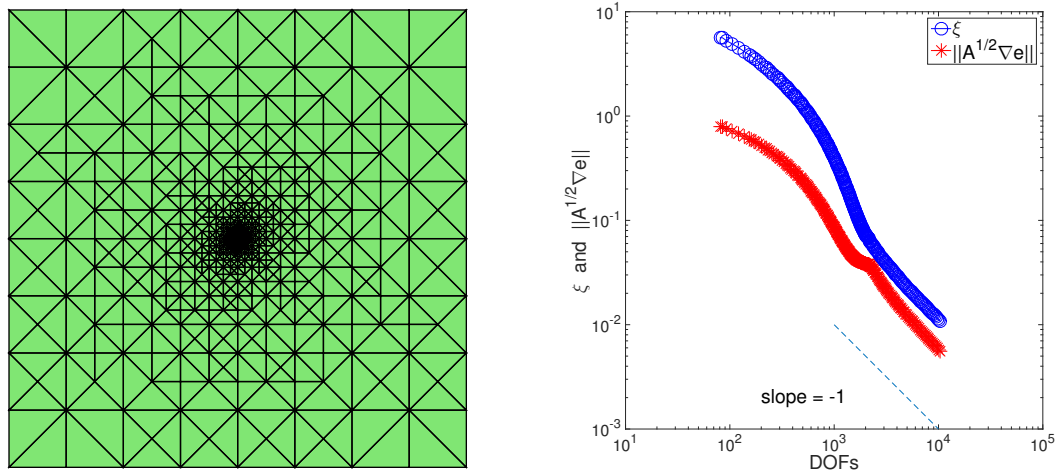 10^1
10^0
10^-1
10^-2
10^-3
ξ and ||A^{1/2}∇e||
ξ
||A^{1/2}∇e||
slope = -1
10^1
10^2
10^3
10^4
10^5
DOFs